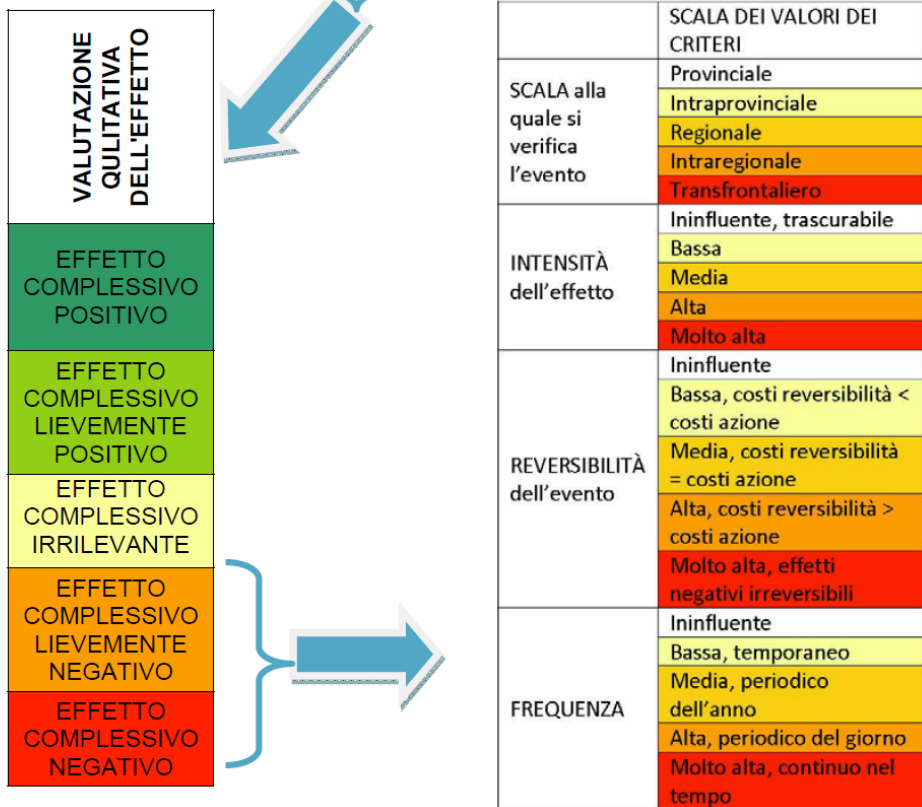 VALUTAZIONE
QULITATIVA
DELL'EFFETTO
EFFETTO
COMPLESSIVO
POSITIVO
EFFETTO
COMPLESSIVO
LIEVEMENTE
POSITIVO
EFFETTO
COMPLESSIVO
IRRILEVANTE
EFFETTO
COMPLESSIVO
LIEVEMENTE
NEGATIVO
EFFETTO
COMPLESSIVO
NEGATIVO
SCALA DEI VALORI DEI
CRITERI
SCALA alla
quale si
verifica
l'evento
Provinciale
Intraprovinciale
Regionale
Intraregionale
Transfrontaliero
INTENSITÀ
dell'effetto
Ininfluente, trascurabile
Bassa
Media
Alta
Molto alta
REVERSIBILITÀ
dell'evento
Ininfluente
Bassa, costi reversibilità <
costi azione
Media, costi reversibilità
= costi azione
Alta, costi reversibilità >
costi azione
Molto alta, effetti
negativi irreversibili
FREQUENZA
Ininfluente
Bassa, temporaneo
Media, periodico
dell'anno
Alta, periodico del giorno
Molto alta, continuo nel
tempo